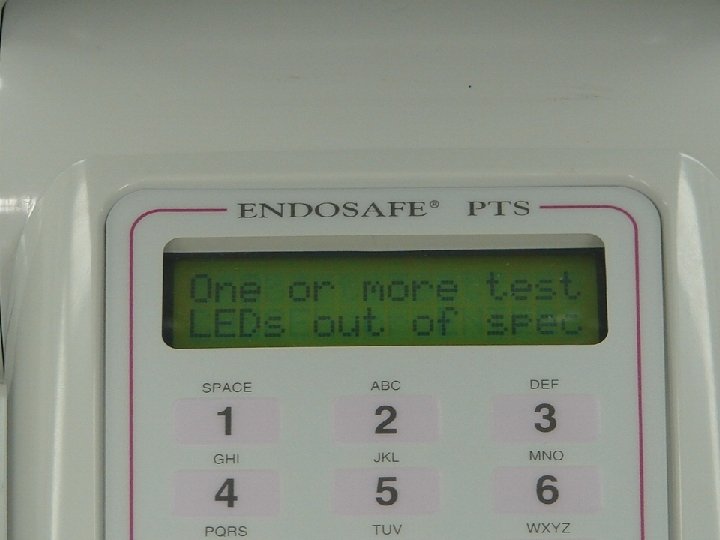 ENDOSAFE® PTS
One or more test
LEDs out of spec
SPACE ABC DEF
1 2 3
GHI JKL MNO
4 5 6
PQRS TUV WXYZ